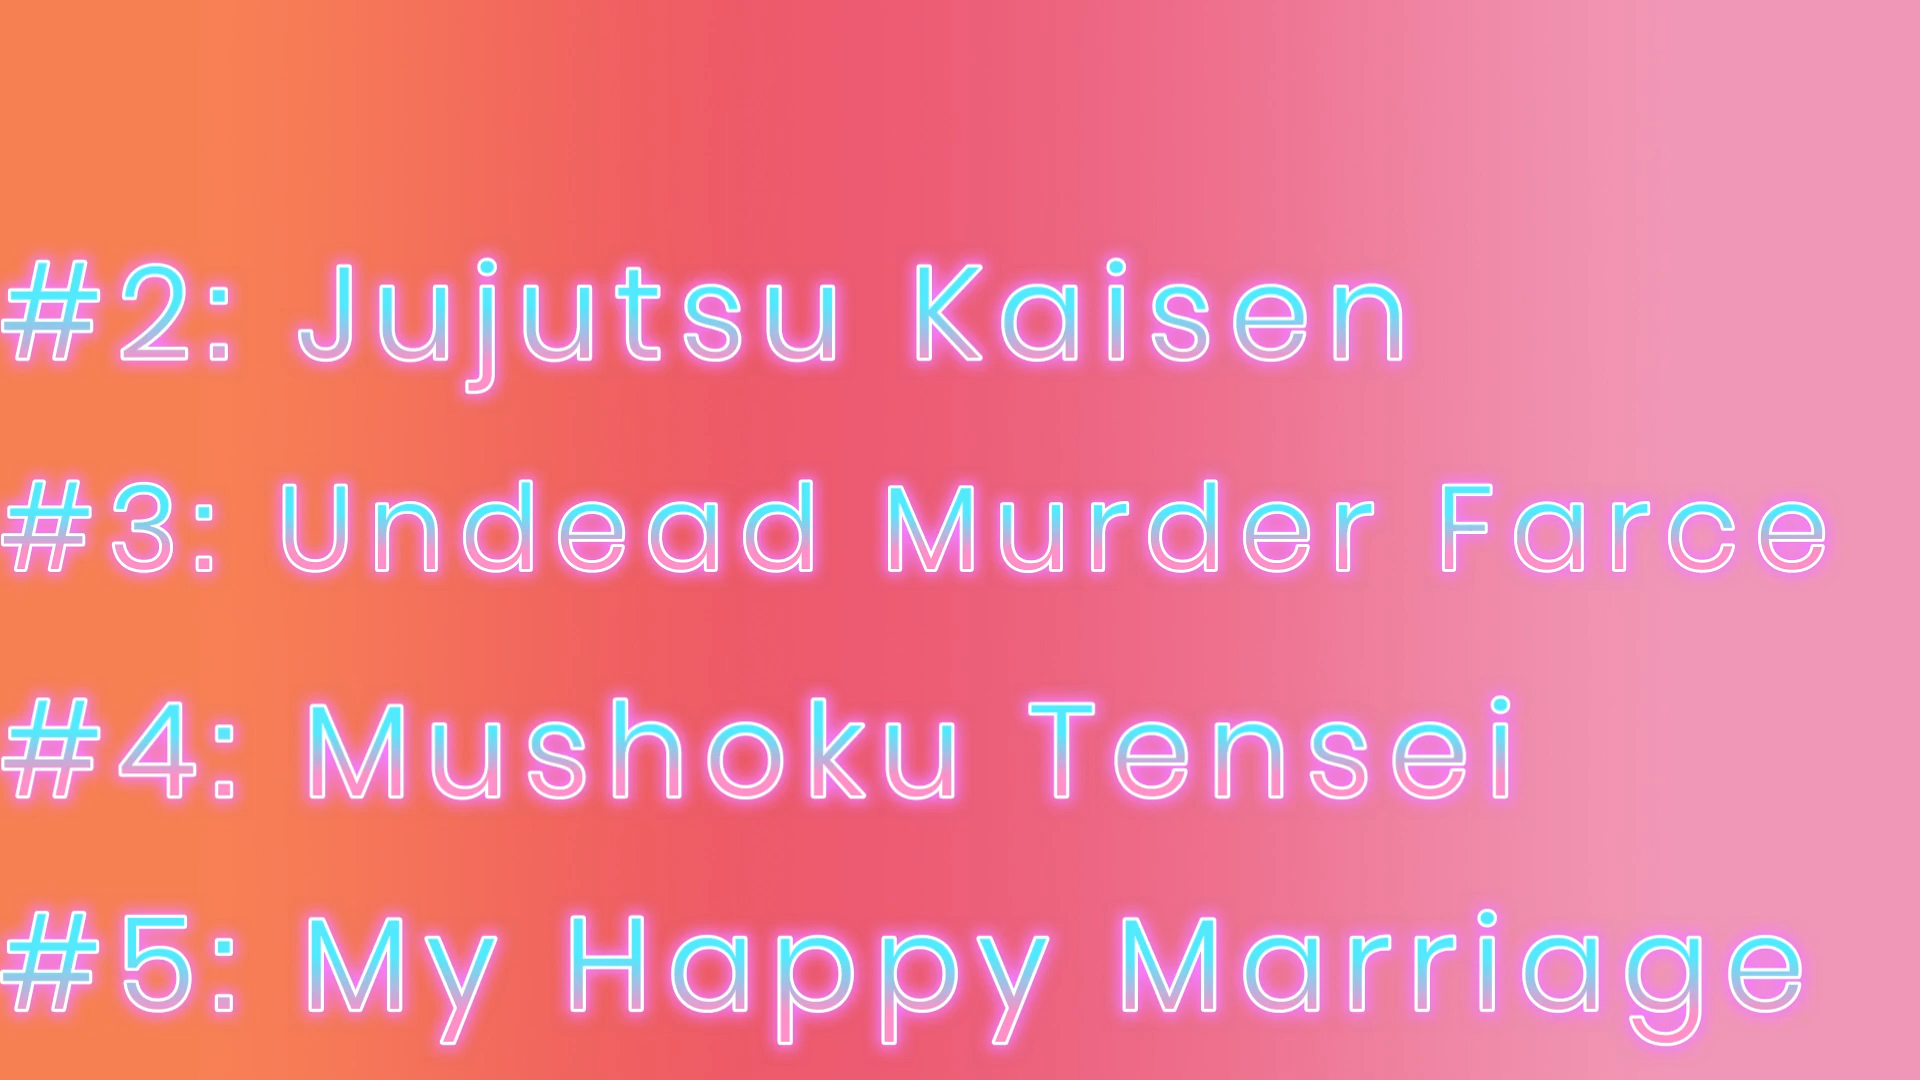 #2: Jujutsu Kaisen
#3: Undead Murder Farce
#4: Mushoku Tensei
#5: My Happy Marriage